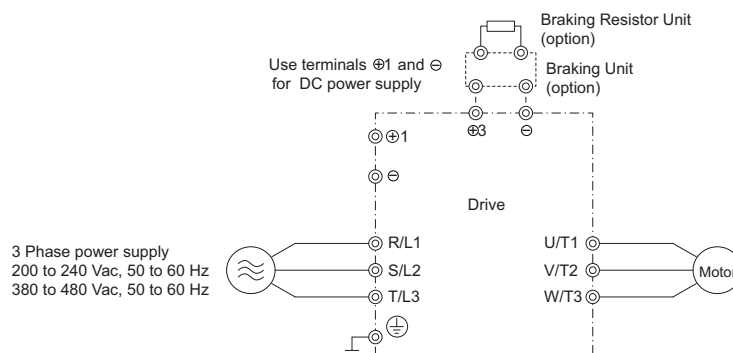 Braking Resistor Unit
(option)
Use terminals ⊕1 and ⊖
for DC power supply
Braking Unit
(option)
⊕3
⊖
⊕1
⊖
Drive
3 Phase power supply
200 to 240 Vac, 50 to 60 Hz
380 to 480 Vac, 50 to 60 Hz
R/L1
S/L2
T/L3
U/T1
V/T2
W/T3
Motor